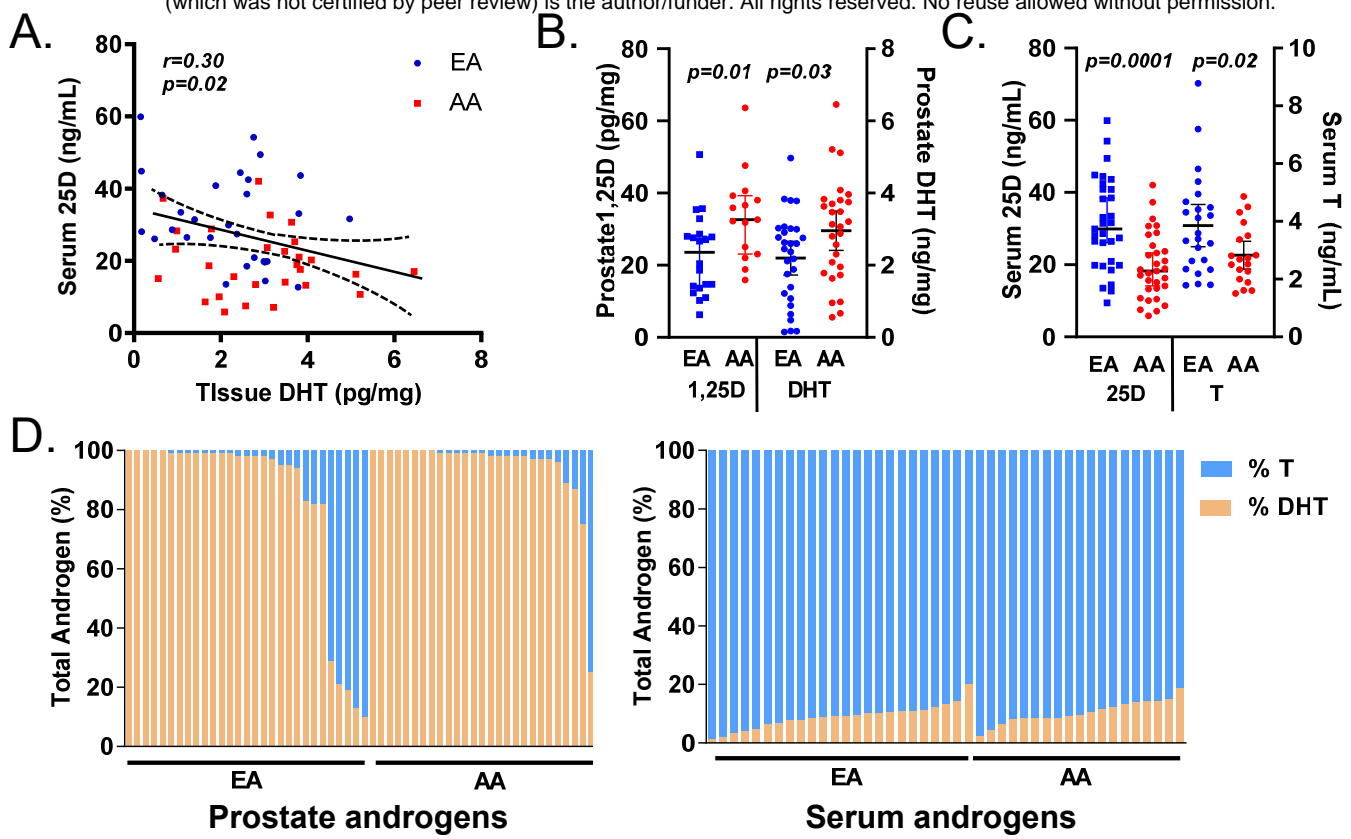 (which was not certified by peer review) is the author/funder. All rights reserved. No reuse allowed without permission.
A.
r=0.30
p=0.02
EA
AA
80
60
40
20
0
Serum 25D (ng/mL)
0 2 4 6 8
TIssue DHT (pg/mg)
B.
p=0.01 p=0.03
80
60
40
20
0
Prostate1,25D (pg/mg)
8
6
4
2
0
Prostate DHT (ng/mg)
EA AA EA AA
1,25D DHT
C.
p=0.0001 p=0.02
80
60
40
20
0
Serum 25D (ng/mL)
10
8
6
4
2
0
Serum T (ng/mL)
EA AA EA AA
25D T
D.
100
80
60
40
20
0
Total Androgen (%)
EA AA
Prostate androgens
100
80
60
40
20
0
Total Androgen (%)
EA AA
Serum androgens
% T
% DHT